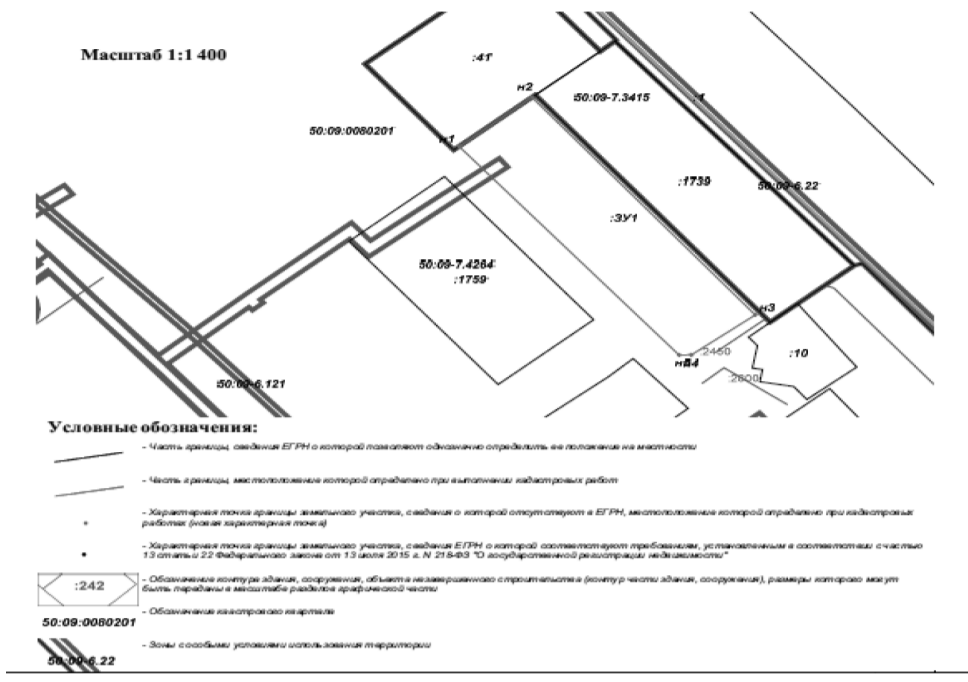 Масштаб 1:1 400
:41
н2
50:09-7.3415
:1
50:09:0080201
н1
:1739
50:09-6.22
:ЗУ1
50:09-7.4264
:1759
н3
:2450
:10
:2600
50:09-6.121
Условные обозначения:
- Часть границы, сведения ЕГРН о которой позволяют однозначно определить ее положение на местности
- Часть границы, местоположение которой определено при выполнении кадастровых работ
- Характерная точка границы земельного участка, сведения о которой отсутствуют в ЕГРН, местоположение которой определено при кадастровых
работах (новая характерная точка)
- Характерная точка границы земельного участка, сведения ЕГРН о которой соответствуют требованиям, установленным в соответствии с частью
13 статьи 22 Федерального закона от 13 июля 2015 г. N 218-ФЗ "О государственной регистрации недвижимости"
:242
- Обозначение контура здания, сооружения, объекта незавершенного строительства (контур части здания, сооружения), размеры которого могут
быть переданы в масштабе разделов графической части
- Обозначение кадастрового квартала
50:09:0080201
- Зоны с особыми условиями использования территории
50:09-6.22